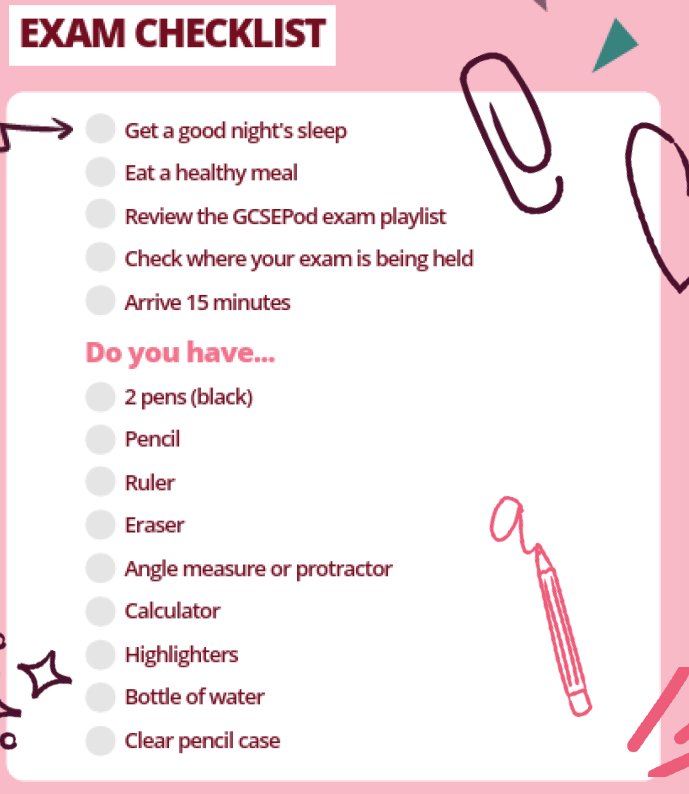 EXAM CHECKLIST
Get a good night's sleep
Eat a healthy meal
Review the GCSEPod exam playlist
Check where your exam is being held
Arrive 15 minutes
Do you have...
2 pens (black)
Pencil
Ruler
Eraser
Angle measure or protractor
Calculator
Highlighters
Bottle of water
Clear pencil case